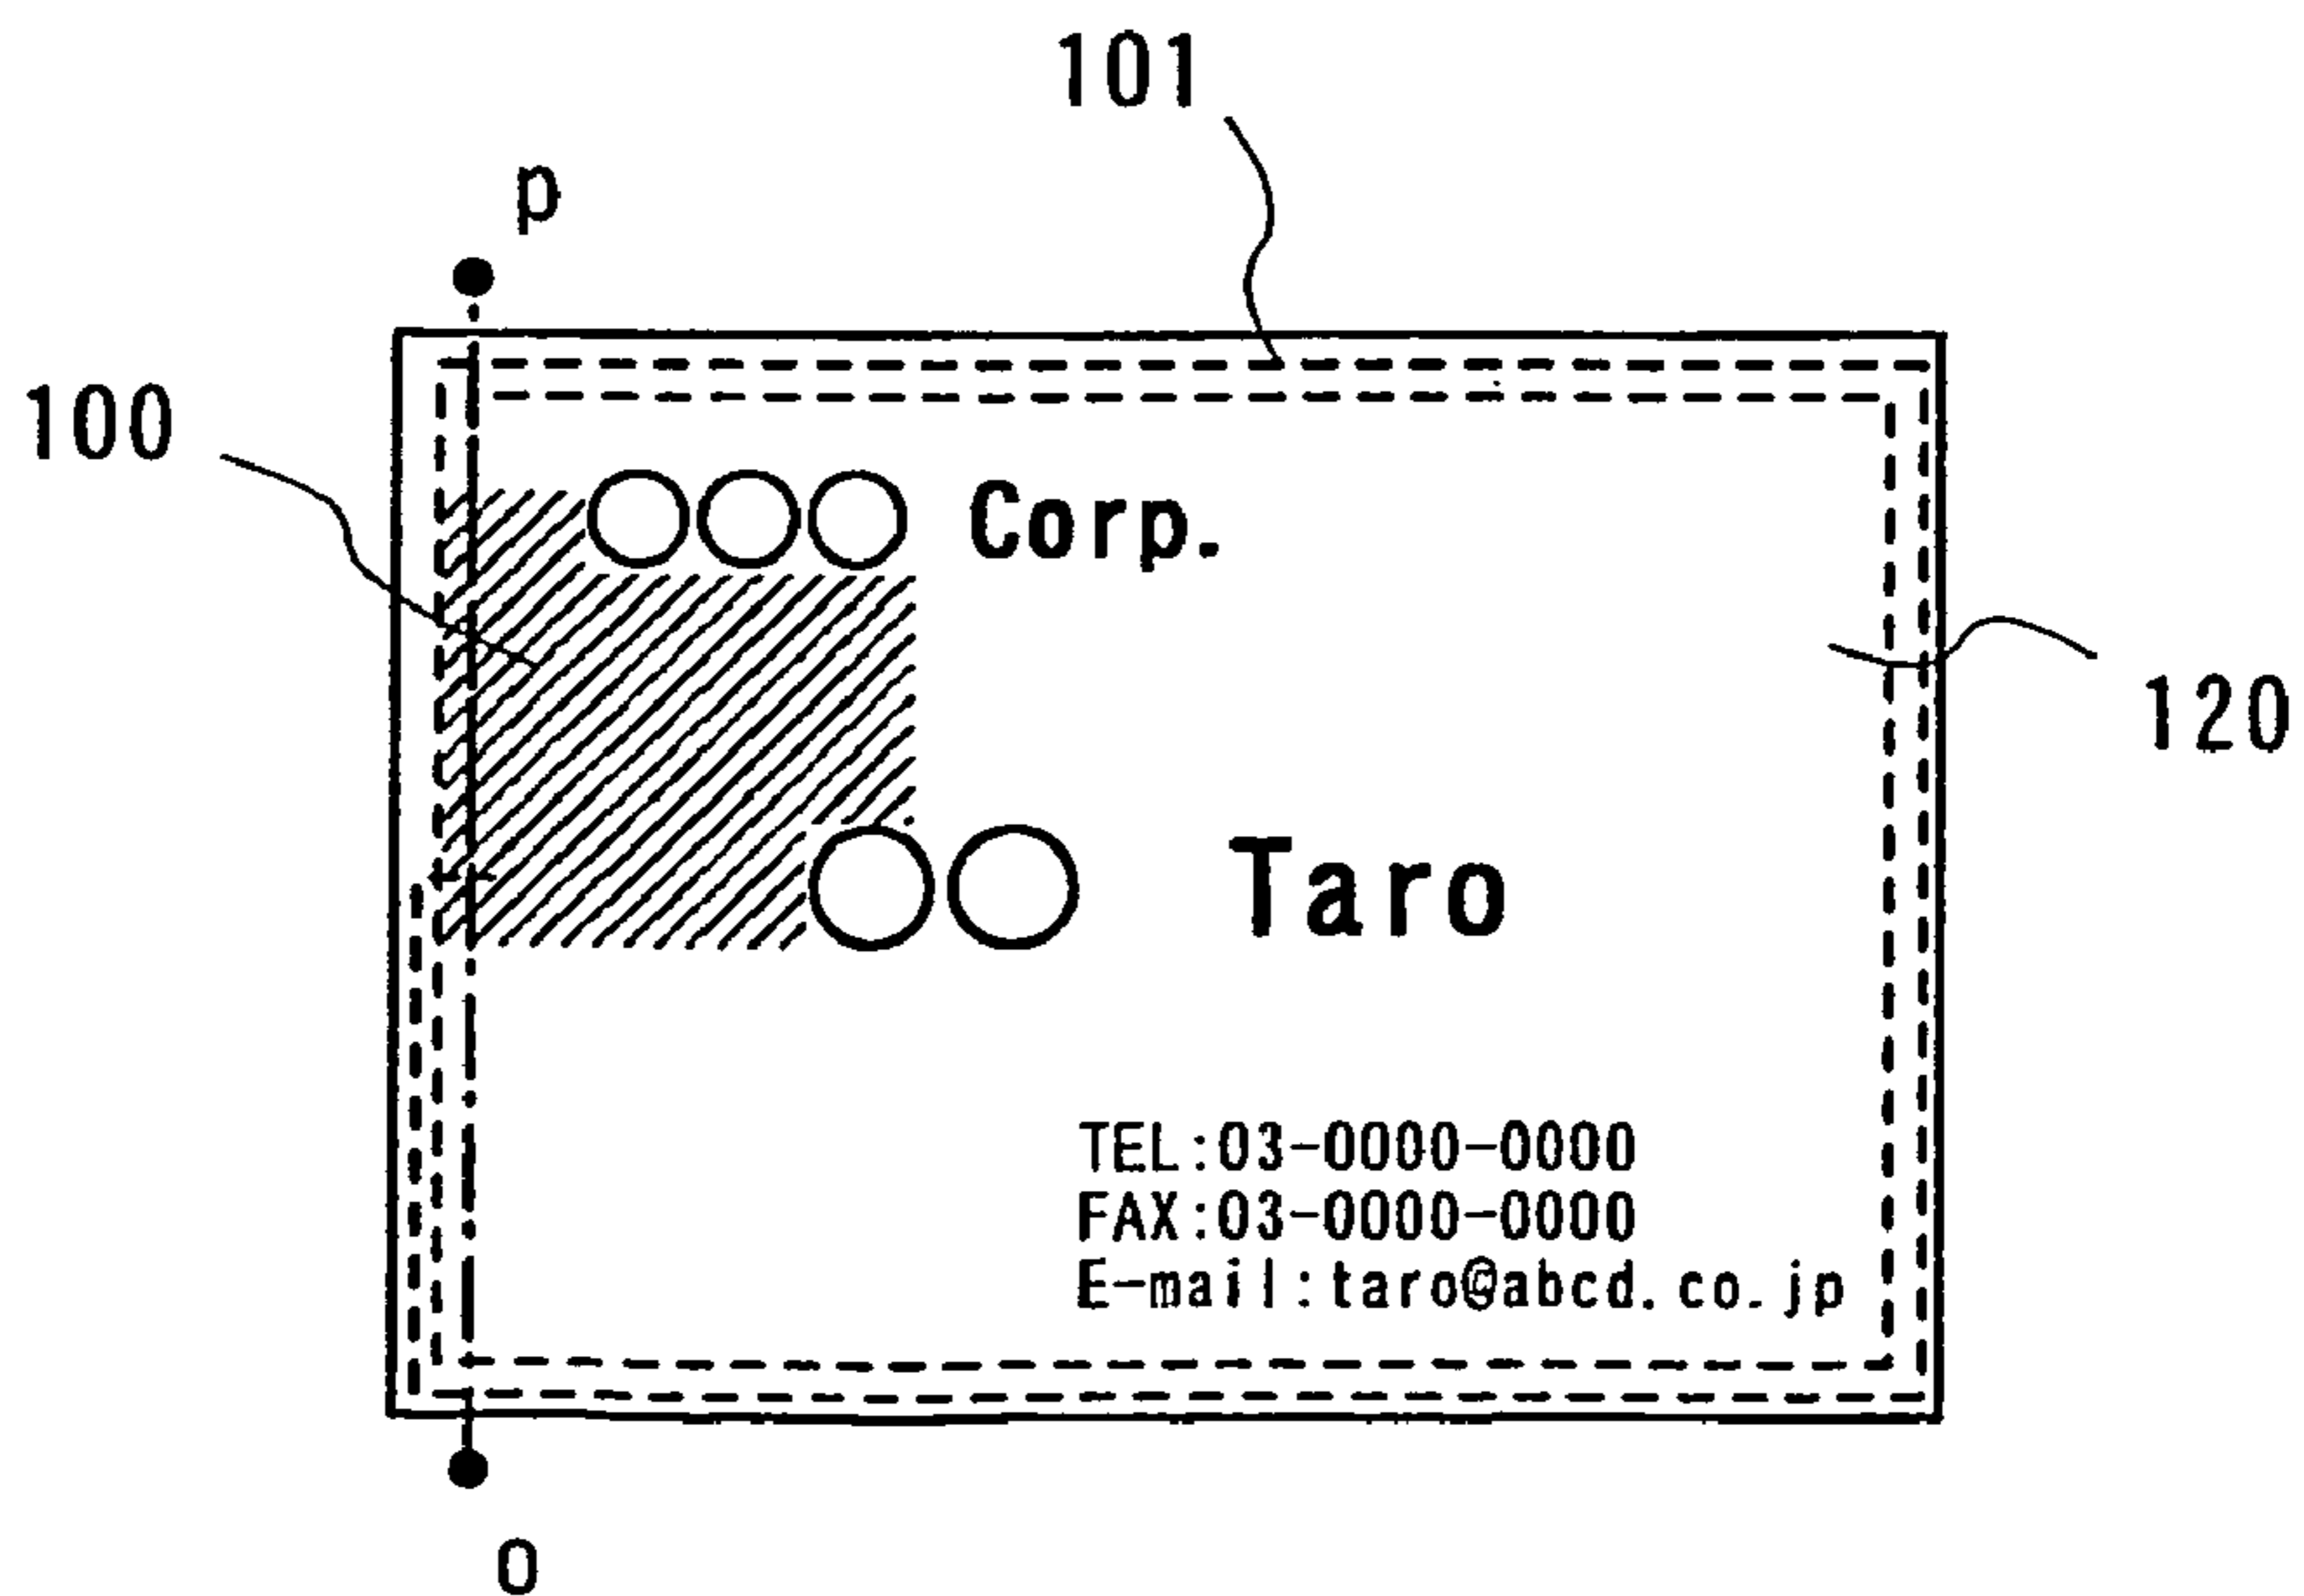 101
p
100
○○○ Corp.
120
○○ Taro
TEL:03-0000-0000
FAX:03-0000-0000
E-mail:taro@abcd.co.jp
o